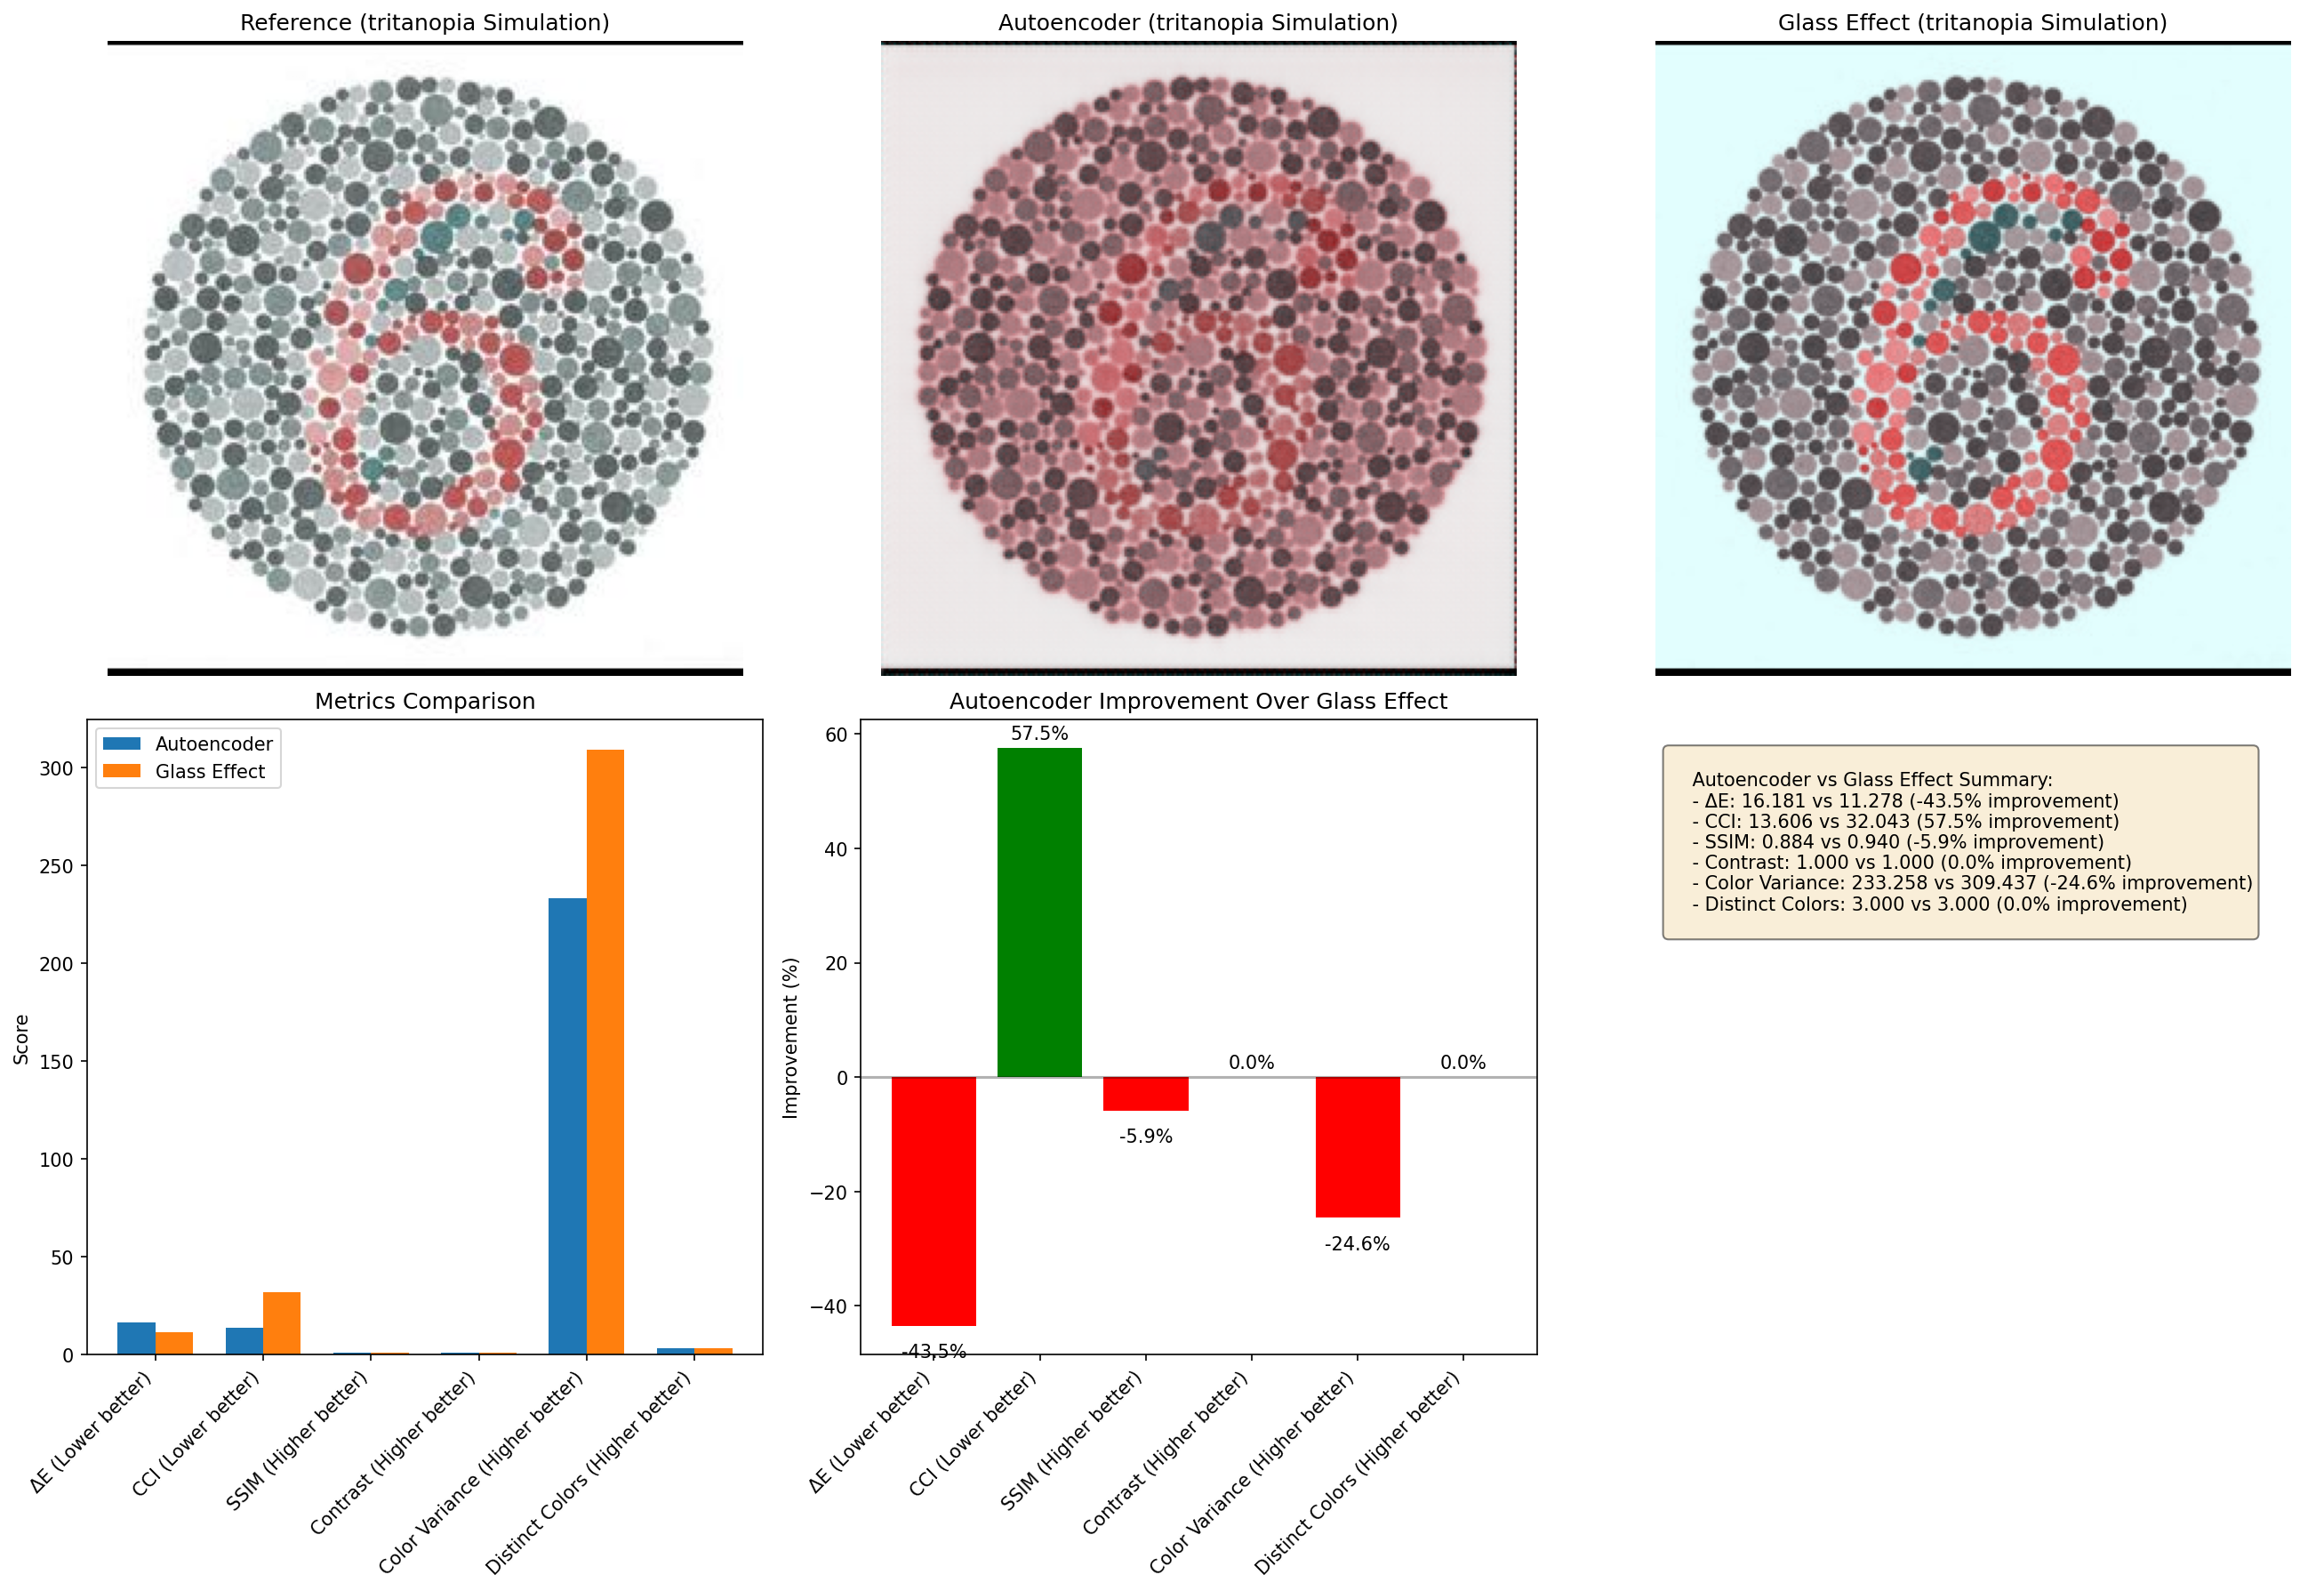 Reference (tritanopia Simulation)
Autoencoder (tritanopia Simulation)
Glass Effect (tritanopia Simulation)
6
Metrics Comparison
Autoencoder
Glass Effect
Score
300
250
200
150
100
50
0
ΔE (Lower better)
CCI (Lower better)
SSIM (Higher better)
Contrast (Higher better)
Color Variance (Higher better)
Distinct Colors (Higher better)
Autoencoder Improvement Over Glass Effect
Improvement (%)
60
40
20
0
−20
−40
-43.5%
57.5%
-5.9%
0.0%
-24.6%
0.0%
ΔE (Lower better)
CCI (Lower better)
SSIM (Higher better)
Contrast (Higher better)
Color Variance (Higher better)
Distinct Colors (Higher better)
Autoencoder vs Glass Effect Summary:
- ΔE: 16.181 vs 11.278 (-43.5% improvement)
- CCI: 13.606 vs 32.043 (57.5% improvement)
- SSIM: 0.884 vs 0.940 (-5.9% improvement)
- Contrast: 1.000 vs 1.000 (0.0% improvement)
- Color Variance: 233.258 vs 309.437 (-24.6% improvement)
- Distinct Colors: 3.000 vs 3.000 (0.0% improvement)